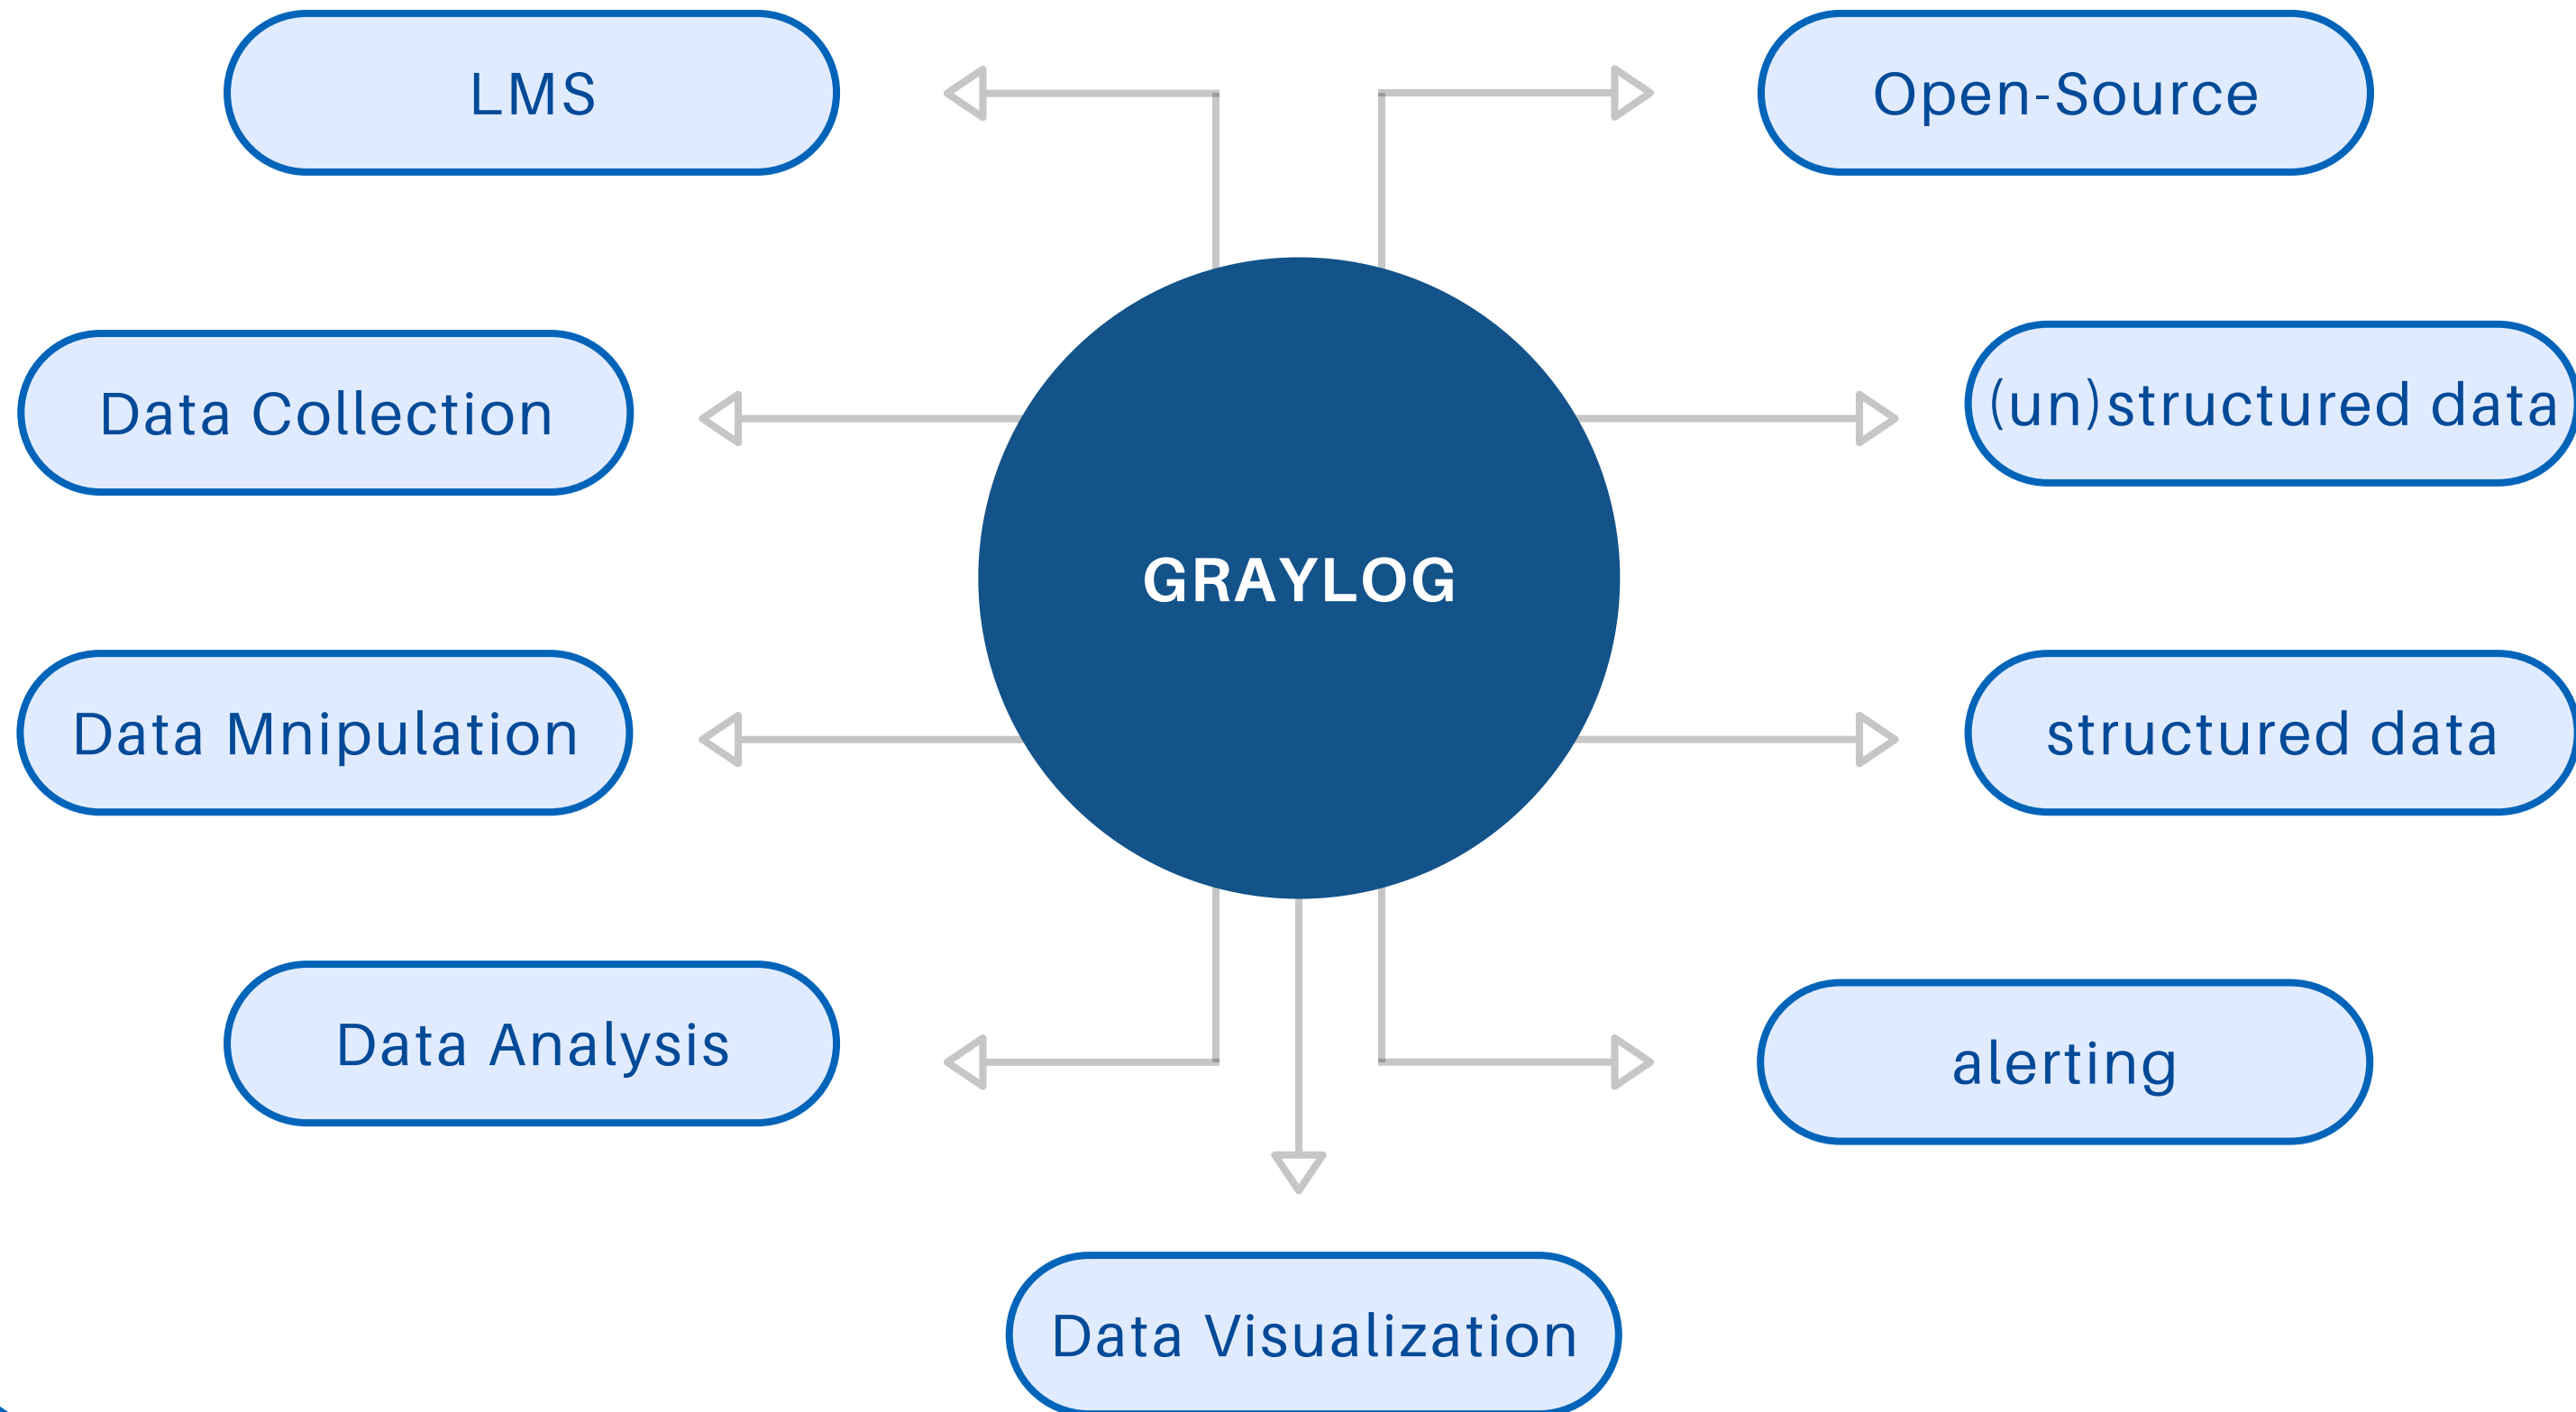 LMS
Open-Source
Data Collection
(un)structured data
GRAYLOG
Data Mnipulation
structured data
Data Analysis
alerting
Data Visualization